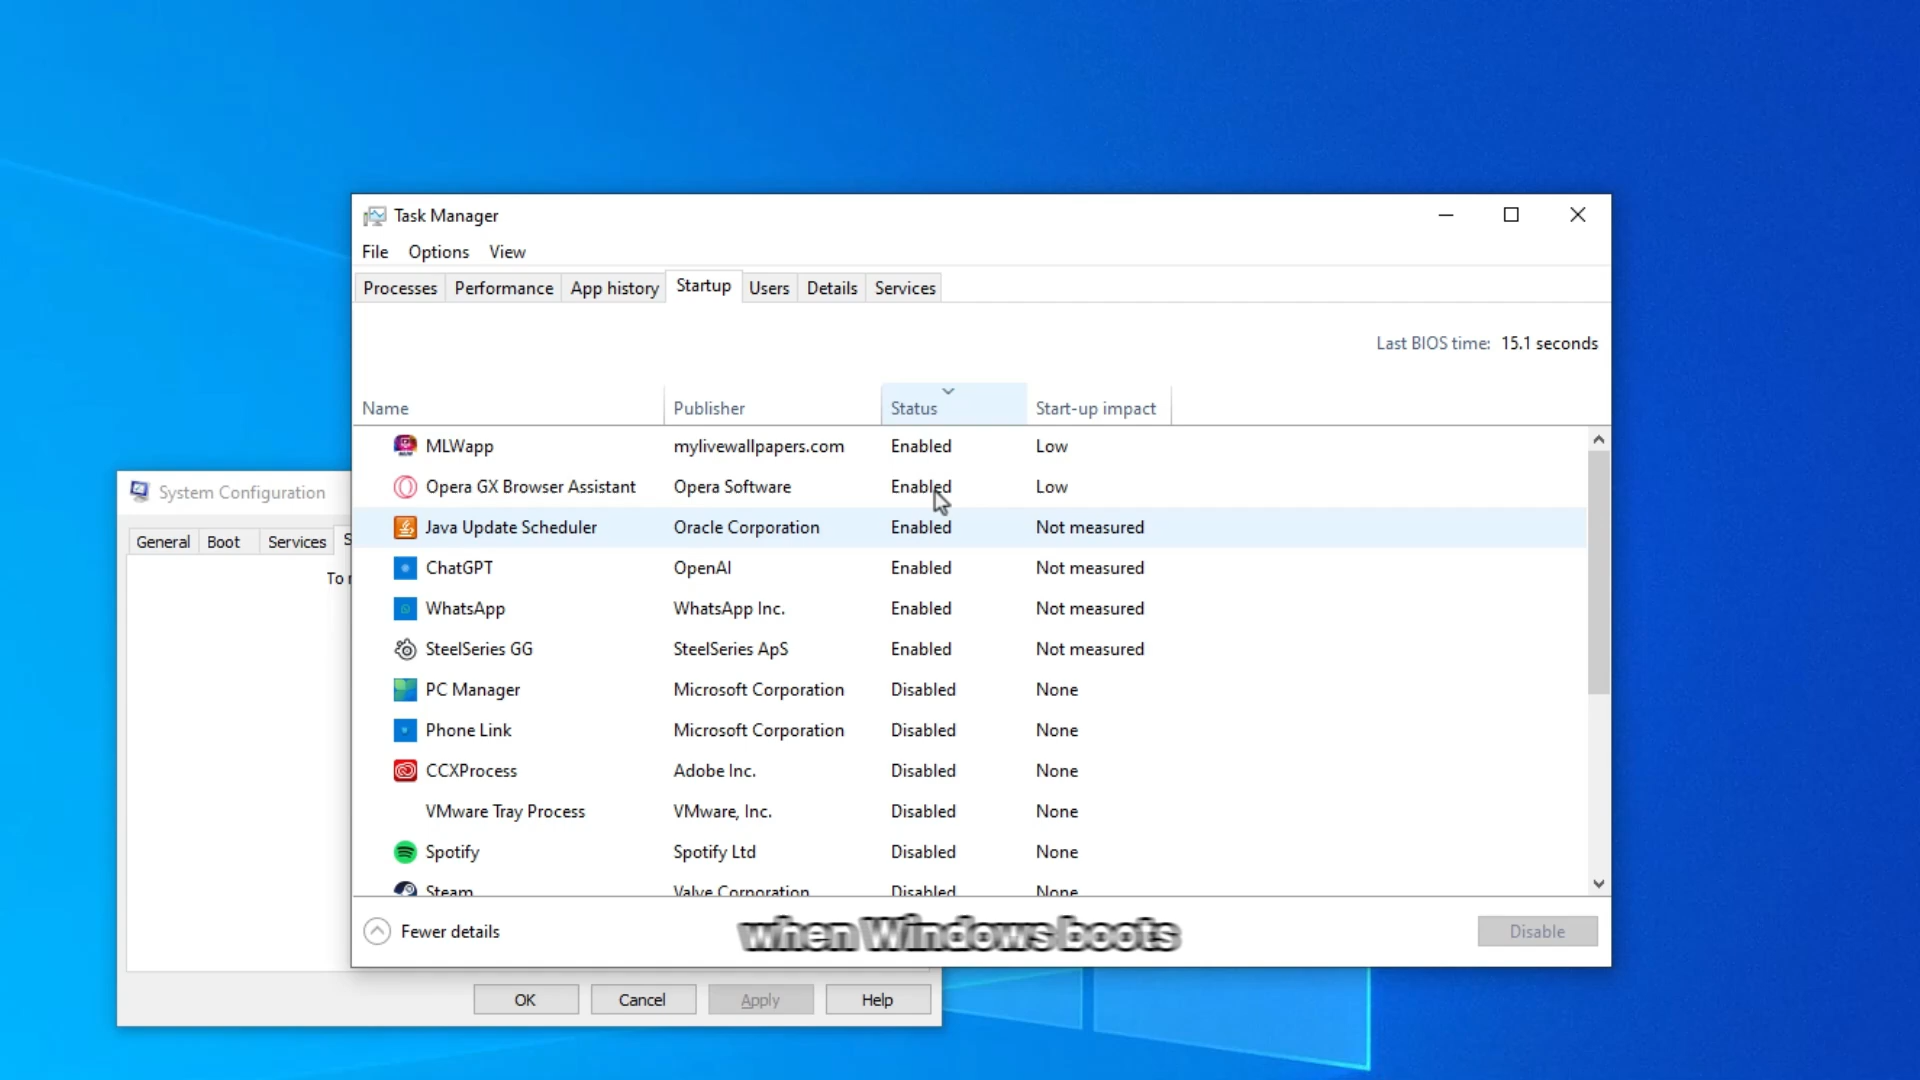 Task Manager
File Options View
Processes Performance App history Startup Users Details Services
Last BIOS time: 15.1 seconds
Name Publisher Status Start-up impact
MLWapp mylivewallpapers.com Enabled Low
Opera GX Browser Assistant Opera Software Enabled Low
Java Update Scheduler Oracle Corporation Enabled Not measured
ChatGPT OpenAI Enabled Not measured
WhatsApp WhatsApp Inc. Enabled Not measured
SteelSeries GG SteelSeries ApS Enabled Not measured
PC Manager Microsoft Corporation Disabled None
Phone Link Microsoft Corporation Disabled None
CCXProcess Adobe Inc. Disabled None
VMware Tray Process VMware, Inc. Disabled None
Spotify Spotify Ltd Disabled None
Steam Valve Corporation Disabled None
Fewer details
Disable
when Windows boots
System Configuration
General Boot Services S
To
OK Cancel Apply Help